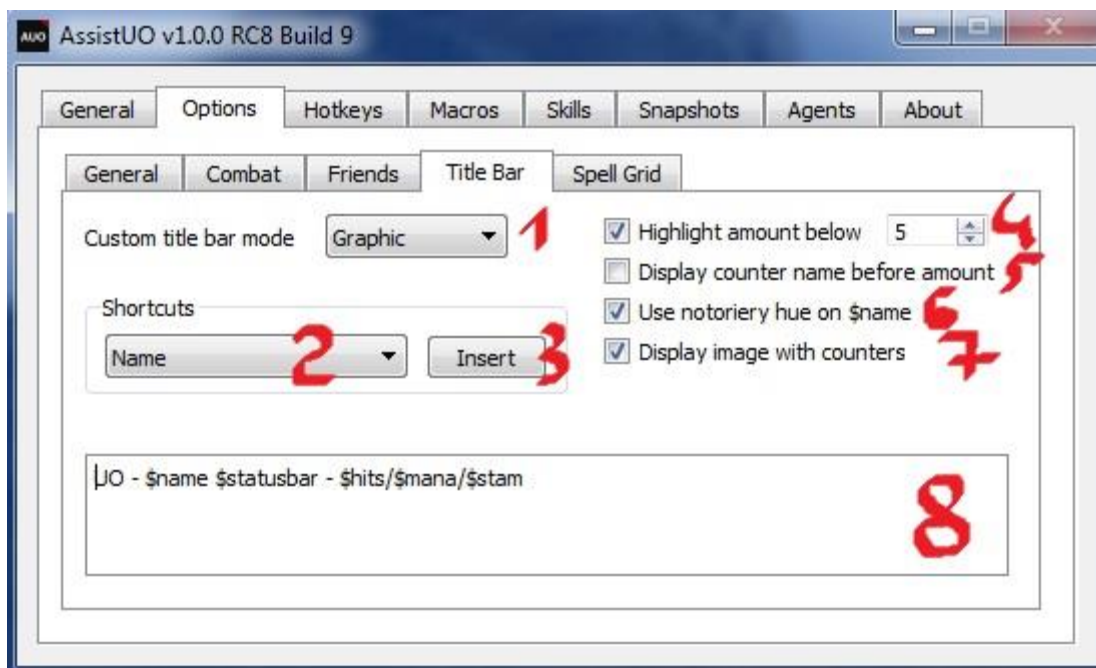 AUO AssistUO v1.0.0 RC8 Build 9
General Options Hotkeys Macros Skills Snapshots Agents About
General Combat Friends Title Bar Spell Grid
Custom title bar mode Graphic 1
Highlight amount below 5 4
Display counter name before amount 5
Shortcuts
Use notoriery hue on $name 6
Name 2 Insert 3
Display image with counters 7
UO - $name $statusbar - $hits/$mana/$stam
8